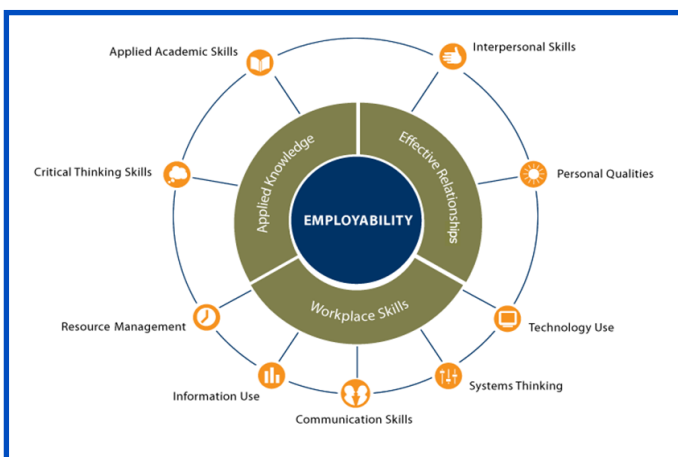 Applied Academic Skills
Interpersonal Skills
Critical Thinking Skills
Personal Qualities
Applied Knowledge
Effective Relationships
EMPLOYABILITY
Workplace Skills
Resource Management
Technology Use
Information Use
Systems Thinking
Communication Skills